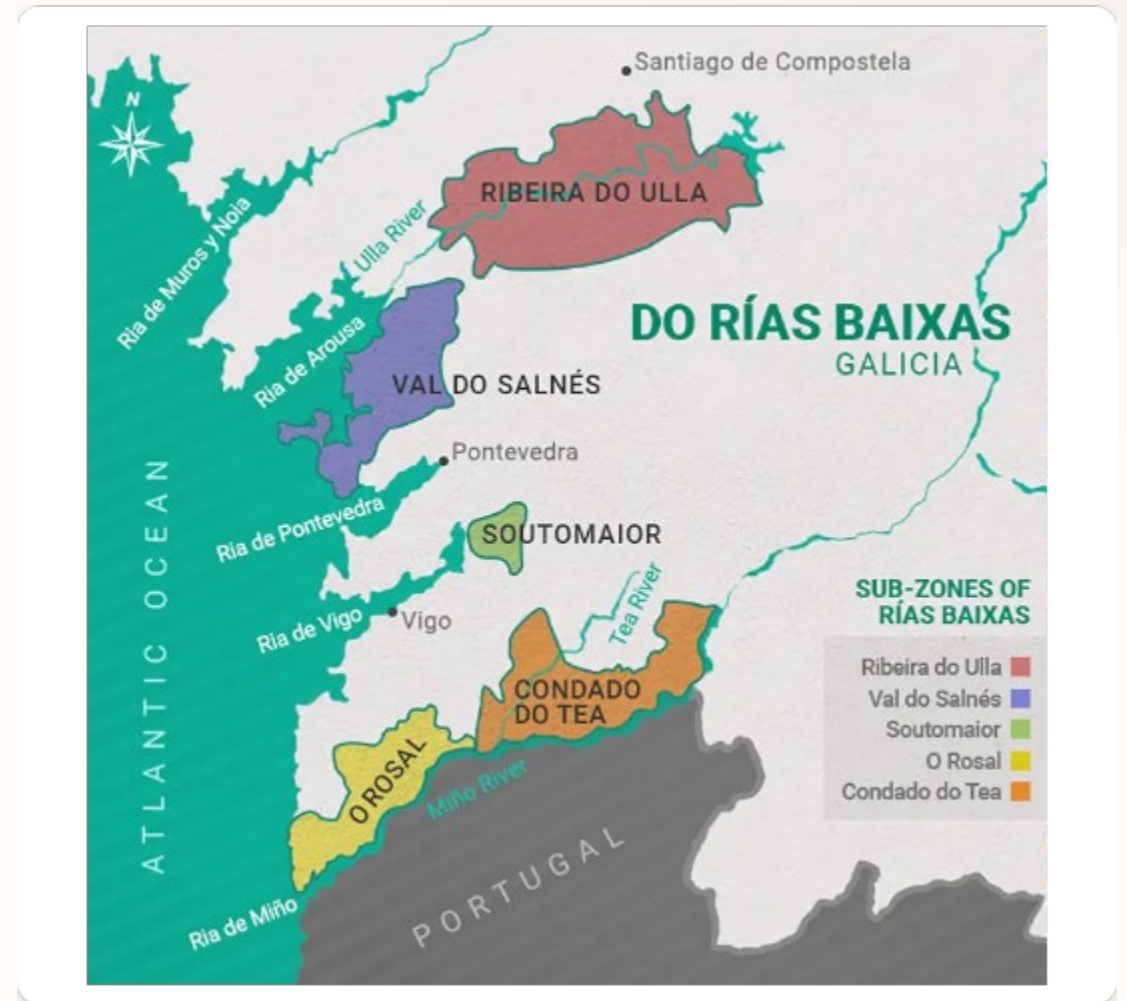 N
Santiago de Compostela
RIBEIRA DO ULLA
Ria de Muros y Noia
Ulla River
DO RÍAS BAIXAS
GALICIA
Ria de Arousa
VAL DO SALNÉS
Pontevedra
Ria de Pontevedra
SOUTOMAIOR
ATLANTIC OCEAN
Tea River
Ria de Vigo
Vigo
SUB-ZONES OF
RÍAS BAIXAS
Ribeira do Ulla
Val do Salnés
Soutomaior
O Rosal
Condado do Tea
CONDADO
DO TEA
O ROSAL
Miño River
PORTUGAL
Ria de Miño